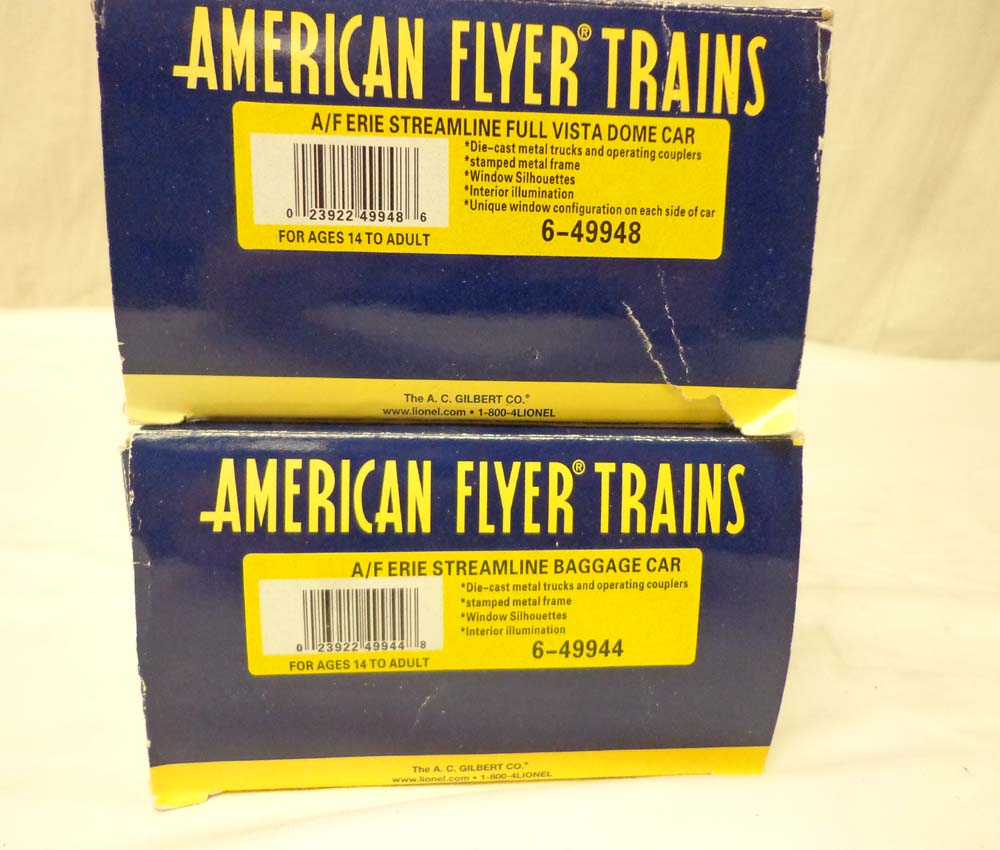 AMERICAN FLYER® TRAINS
A/F ERIE STREAMLINE FULL VISTA DOME CAR
*Die-cast metal trucks and operating couplers
*stamped metal frame
*Window Silhouettes
*Interior illumination
*Unique window configuration on each side of car
0 23922 49948 6
FOR AGES 14 TO ADULT
6-49948
The A. C. GILBERT CO.®
www.lionel.com • 1-800-4LIONEL
AMERICAN FLYER® TRAINS
A/F ERIE STREAMLINE BAGGAGE CAR
*Die-cast metal trucks and operating couplers
*stamped metal frame
*Window Silhouettes
*Interior illumination
0 23922 49944 8
FOR AGES 14 TO ADULT
6-49944
The A. C. GILBERT CO.®
www.lionel.com • 1-800-4LIONEL